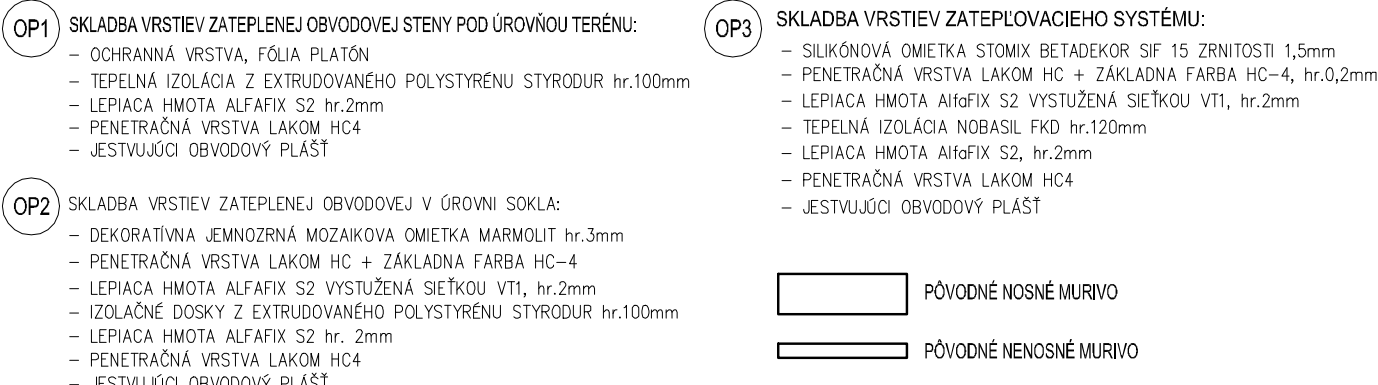 OP1 SKLADBA VRSTIEV ZATEPLENEJ OBVODOVEJ STENY POD ÚROVŇOU TERÉNU:
– OCHRANNÁ VRSTVA, FÓLIA PLATÓN
– TEPELNÁ IZOLÁCIA Z EXTRUDOVANÉHO POLYSTYRÉNU STYRODUR hr.100mm
– LEPIACA HMOTA ALFAFIX S2 hr.2mm
– PENETRAČNÁ VRSTVA LAKOM HC4
– JESTVUJÚCI OBVODOVÝ PLÁŠŤ
OP2 SKLADBA VRSTIEV ZATEPLENEJ OBVODOVEJ V ÚROVNI SOKLA:
– DEKORATÍVNA JEMNOZRNÁ MOZAIKOVA OMIETKA MARMOLIT hr.3mm
– PENETRAČNÁ VRSTVA LAKOM HC + ZÁKLADNA FARBA HC–4
– LEPIACA HMOTA ALFAFIX S2 VYSTUŽENÁ SIEŤKOU VT1, hr.2mm
– IZOLAČNÉ DOSKY Z EXTRUDOVANÉHO POLYSTYRÉNU STYRODUR hr.100mm
– LEPIACA HMOTA ALFAFIX S2 hr. 2mm
– PENETRAČNÁ VRSTVA LAKOM HC4
– JESTVUJÚCI OBVODOVÝ PLÁŠŤ
OP3 SKLADBA VRSTIEV ZATEPĽOVACIEHO SYSTÉMU:
– SILIKÓNOVÁ OMIETKA STOMIX BETADEKOR SIF 15 ZRNITOSTI 1,5mm
– PENETRAČNÁ VRSTVA LAKOM HC + ZÁKLADNA FARBA HC–4, hr.0,2mm
– LEPIACA HMOTA AlfaFIX S2 VYSTUŽENÁ SIEŤKOU VT1, hr.2mm
– TEPELNÁ IZOLÁCIA NOBASIL FKD hr.120mm
– LEPIACA HMOTA AlfaFIX S2, hr.2mm
– PENETRAČNÁ VRSTVA LAKOM HC4
– JESTVUJÚCI OBVODOVÝ PLÁŠŤ
PÔVODNÉ NOSNÉ MURIVO
PÔVODNÉ NENOSNÉ MURIVO